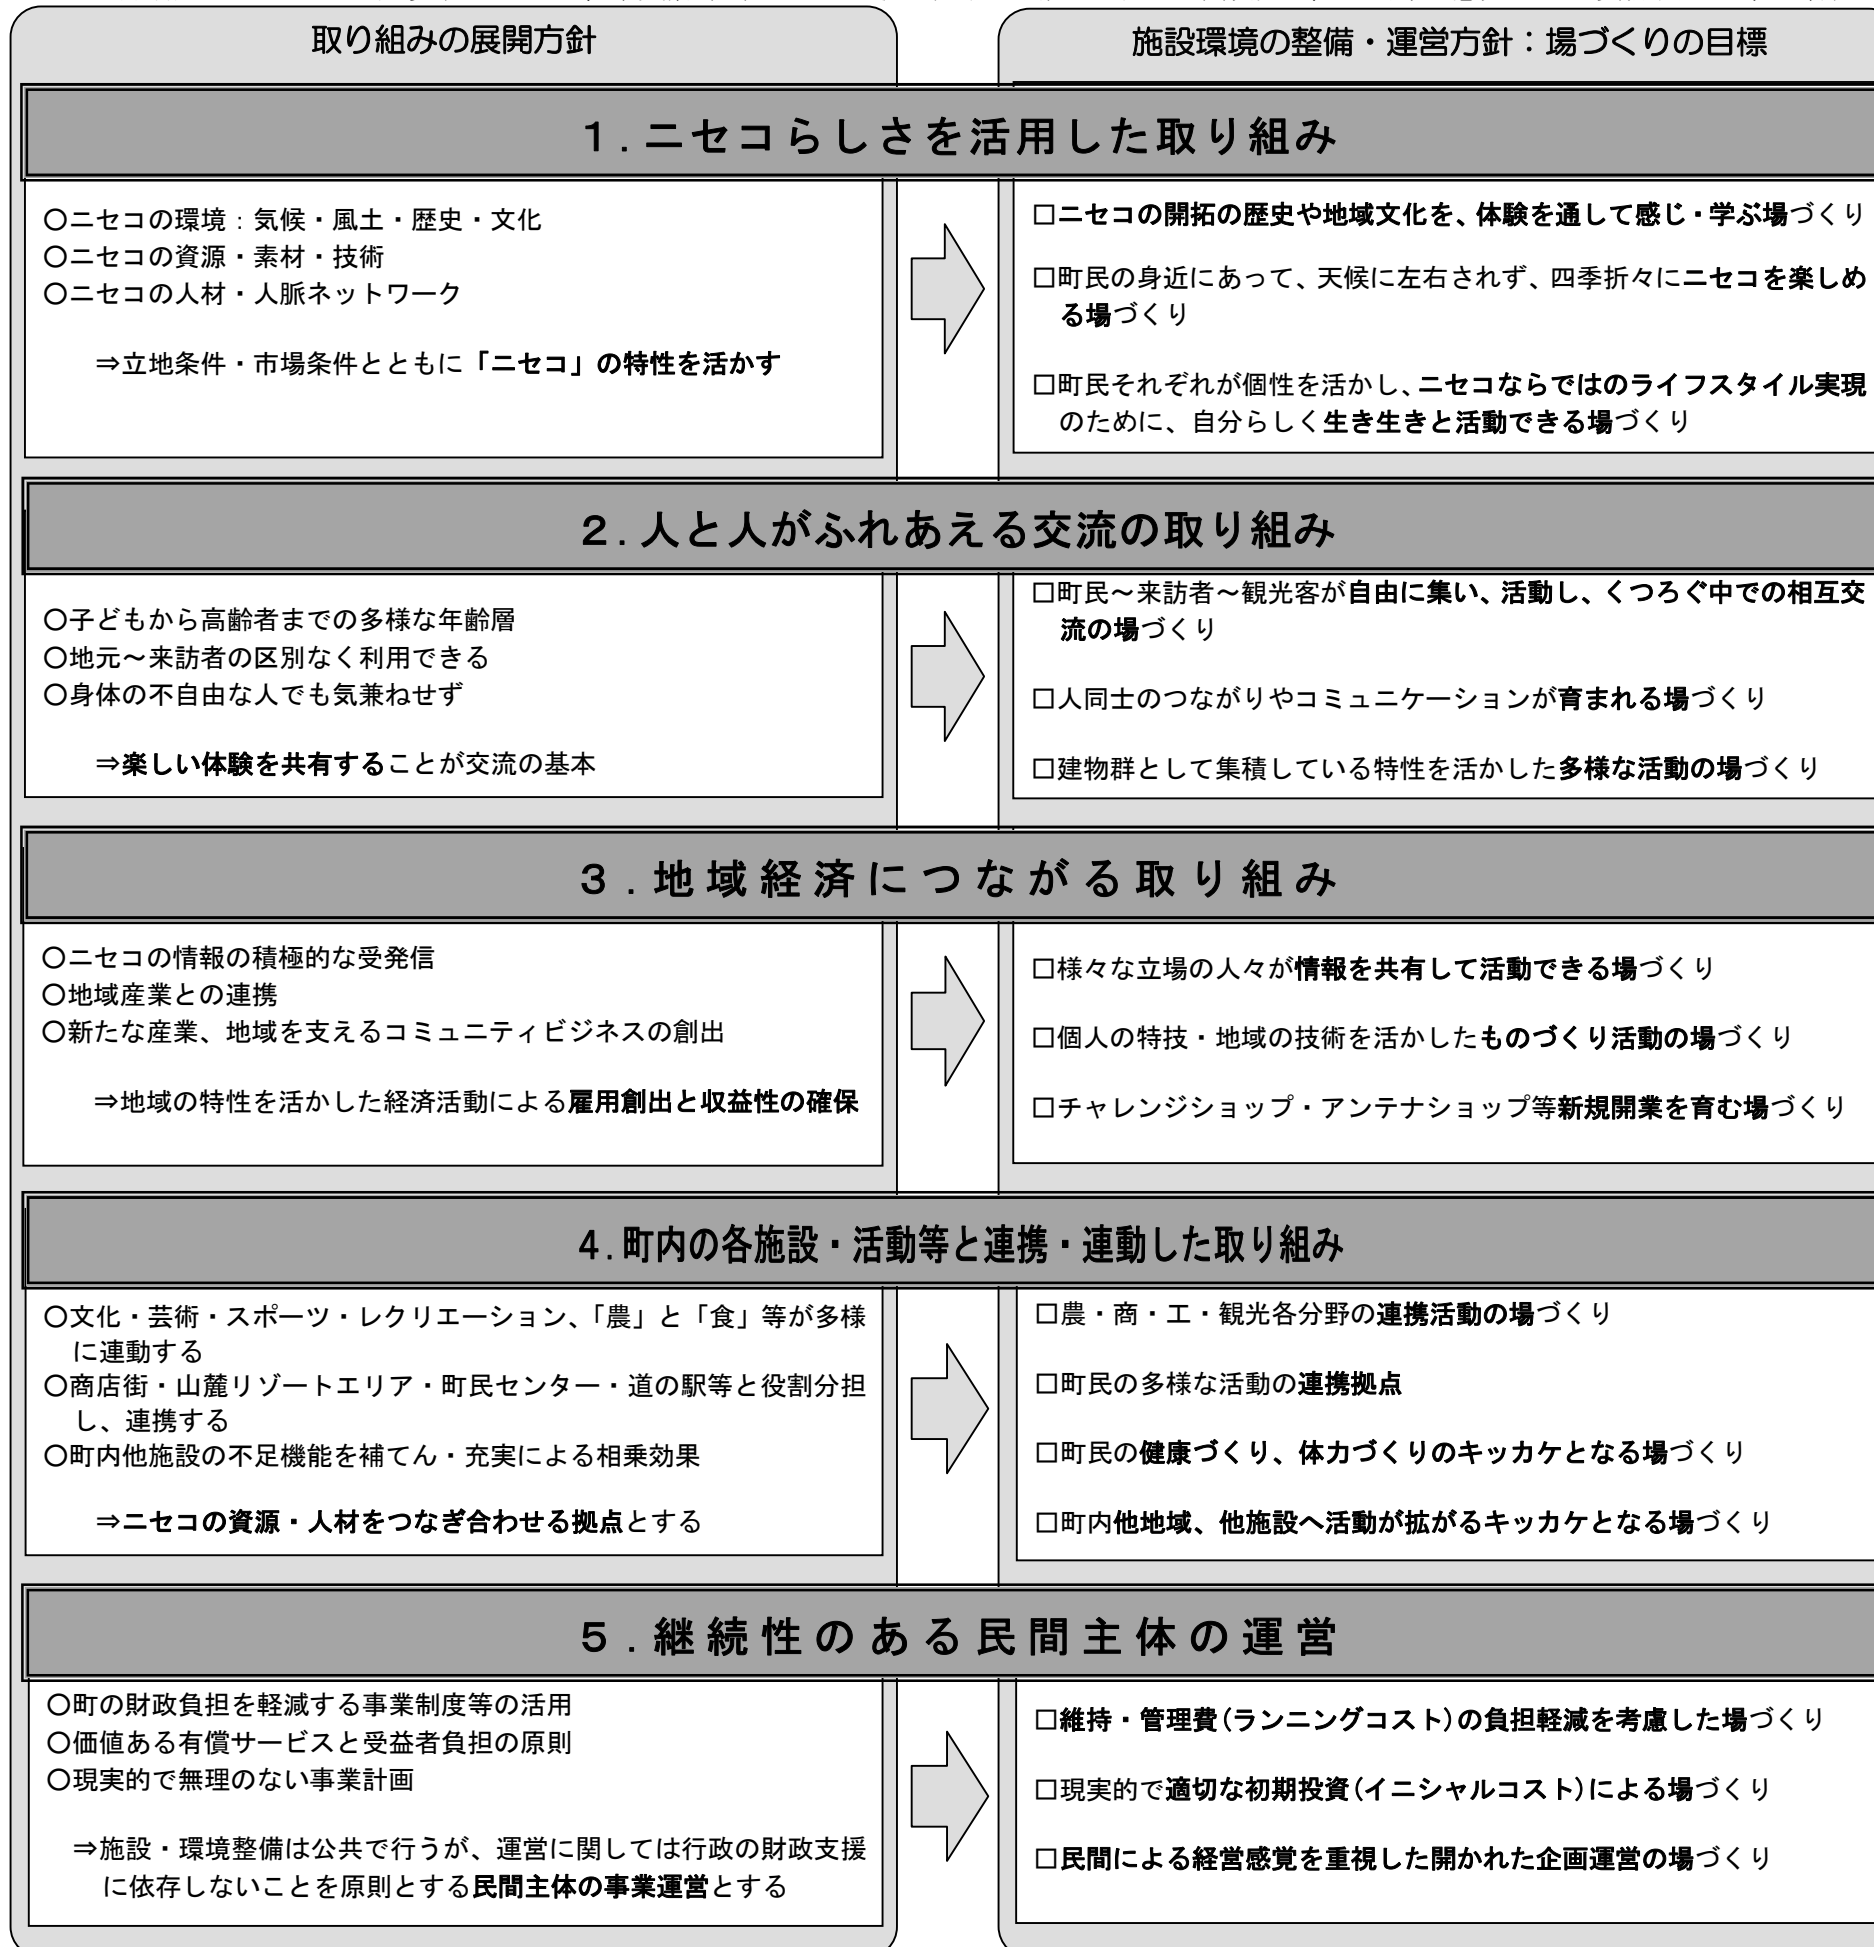 取り組みの展開方針
施設環境の整備・運営方針：場づくりの目標
１．ニセコらしさを活用した取り組み
○ニセコの環境：気候・風土・歴史・文化
○ニセコの資源・素材・技術
○ニセコの人材・人脈ネットワーク
⇒立地条件・市場条件とともに「ニセコ」の特性を活かす
□ニセコの開拓の歴史や地域文化を、体験を通して感じ・学ぶ場づくり
□町民の身近にあって、天候に左右されず、四季折々にニセコを楽しめ
る場づくり
□町民それぞれが個性を活かし、ニセコならではのライフスタイル実現
のために、自分らしく生き生きと活動できる場づくり
２．人と人がふれあえる交流の取り組み
○子どもから高齢者までの多様な年齢層
○地元～来訪者の区別なく利用できる
○身体の不自由な人でも気兼ねせず
⇒楽しい体験を共有することが交流の基本
□町民～来訪者～観光客が自由に集い、活動し、くつろぐ中での相互交
流の場づくり
□人同士のつながりやコミュニケーションが育まれる場づくり
□建物群として集積している特性を活かした多様な活動の場づくり
３．地域経済につながる取り組み
○ニセコの情報の積極的な受発信
○地域産業との連携
○新たな産業、地域を支えるコミュニティビジネスの創出
⇒地域の特性を活かした経済活動による雇用創出と収益性の確保
□様々な立場の人々が情報を共有して活動できる場づくり
□個人の特技・地域の技術を活かしたものづくり活動の場づくり
□チャレンジショップ・アンテナショップ等新規開業を育む場づくり
４．町内の各施設・活動等と連携・連動した取り組み
○文化・芸術・スポーツ・レクリエーション、「農」と「食」等が多様
に連動する
○商店街・山麓リゾートエリア・町民センター・道の駅等と役割分担
し、連携する
○町内他施設の不足機能を補てん・充実による相乗効果
⇒ニセコの資源・人材をつなぎ合わせる拠点とする
□農・商・工・観光各分野の連携活動の場づくり
□町民の多様な活動の連携拠点
□町民の健康づくり、体力づくりのキッカケとなる場づくり
□町内他地域、他施設へ活動が拡がるキッカケとなる場づくり
５．継続性のある民間主体の運営
○町の財政負担を軽減する事業制度等の活用
○価値ある有償サービスと受益者負担の原則
○現実的で無理のない事業計画
⇒施設・環境整備は公共で行うが、運営に関しては行政の財政支援
に依存しないことを原則とする民間主体の事業運営とする
□維持・管理費(ランニングコスト)の負担軽減を考慮した場づくり
□現実的で適切な初期投資(イニシャルコスト)による場づくり
□民間による経営感覚を重視した開かれた企画運営の場づくり